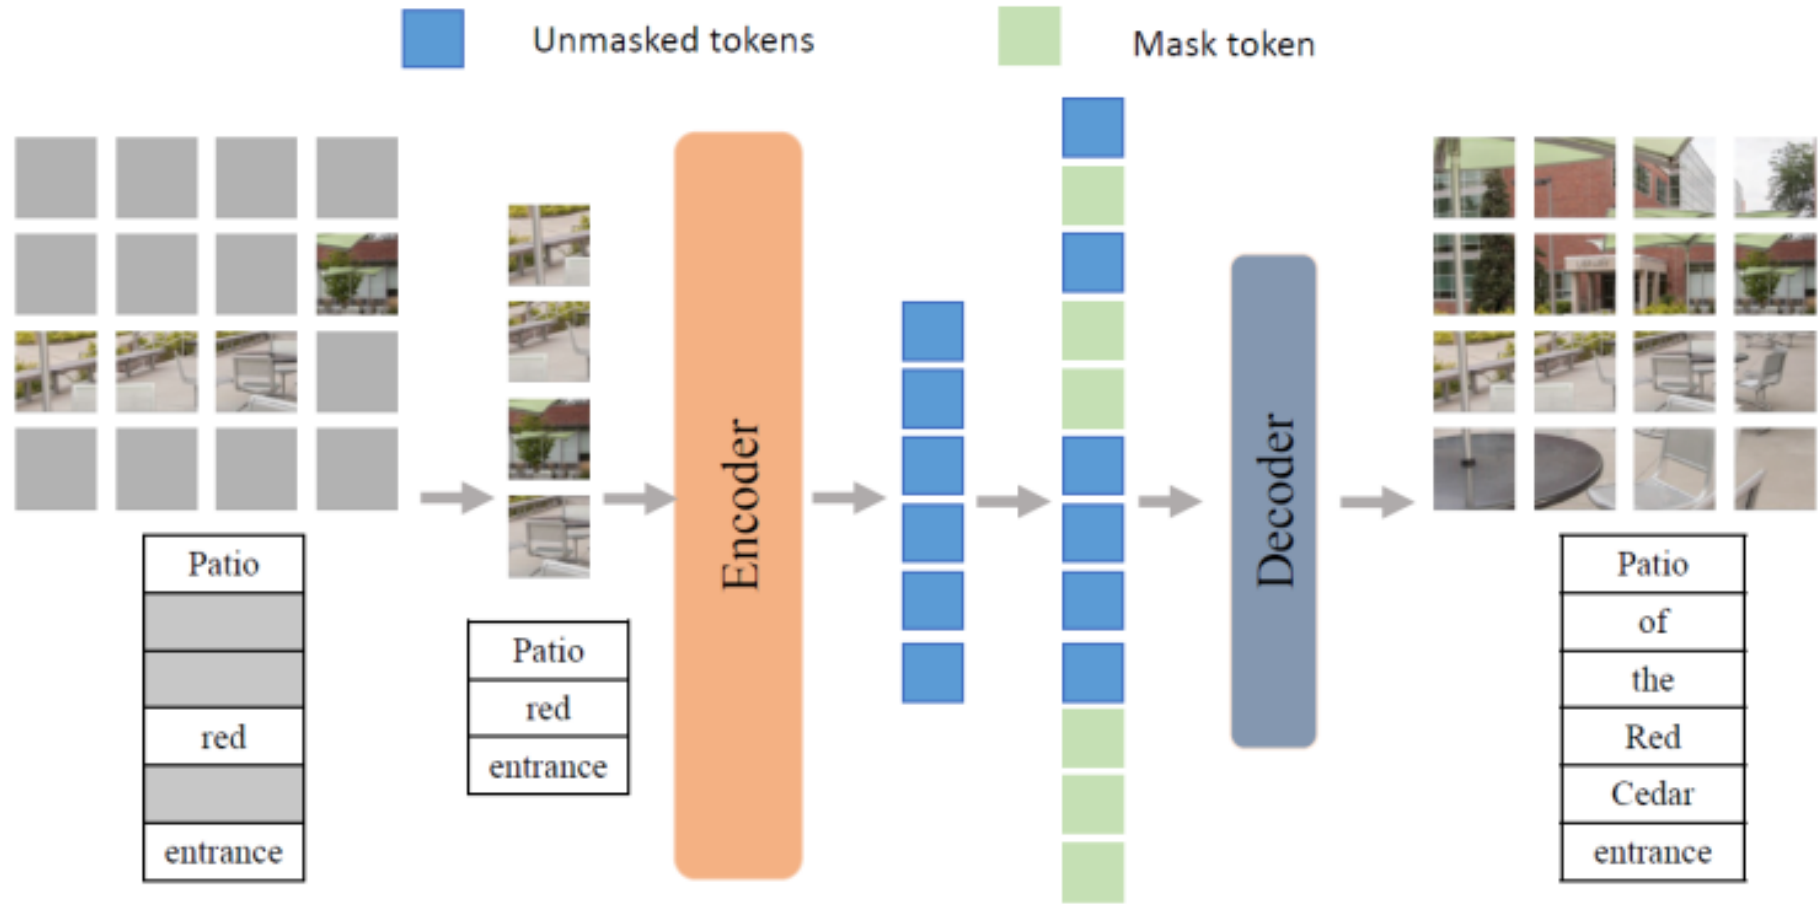 Unmasked tokens
Mask token
Patio
red
entrance
Patio
red
entrance
Encoder
Decoder
Patio
of
the
Red
Cedar
entrance